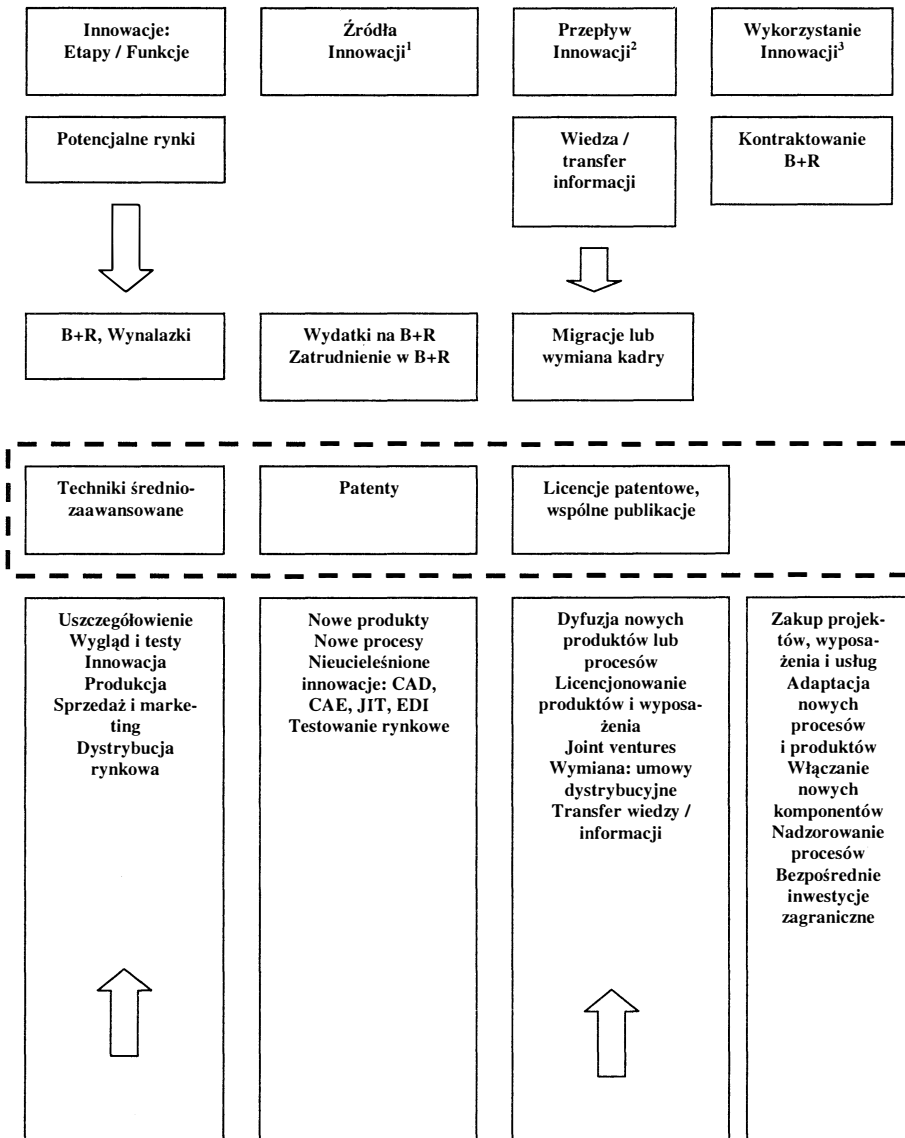 Innowacje:
Etapy / Funkcje
Źródła
Innowacji¹
Przepływ
Innowacji²
Wykorzystanie
Innowacji³
Potencjalne rynki
Wiedza /
transfer
informacji
Kontraktowanie
B+R
B+R, Wynalazki
Wydatki na B+R
Zatrudnienie w B+R
Migracje lub
wymiana kadry
Techniki średnio-
zaawansowane
Patenty
Licencje patentowe,
wspólne publikacje
Uszczegółowienie
Wygląd i testy
Innowacja
Produkcja
Sprzedaż i marke-
ting
Dystrybucja
rynkowa
Nowe produkty
Nowe procesy
Nieucieleśnione
innowacje: CAD,
CAE, JIT, EDI
Testowanie rynkowe
Dyfuzja nowych
produktów lub
procesów
Licencjonowanie
produktów i wyposa-
żenia
Joint ventures
Wymiana: umowy
dystrybucyjne
Transfer wiedzy /
informacji
Zakup projek-
tów, wyposa-
żenia i usług
Adaptacja
nowych
procesów
i produktów
Włączanie
nowych
komponentów
Nadzorowanie
procesów
Bezpośrednie
inwestycje
zagraniczne